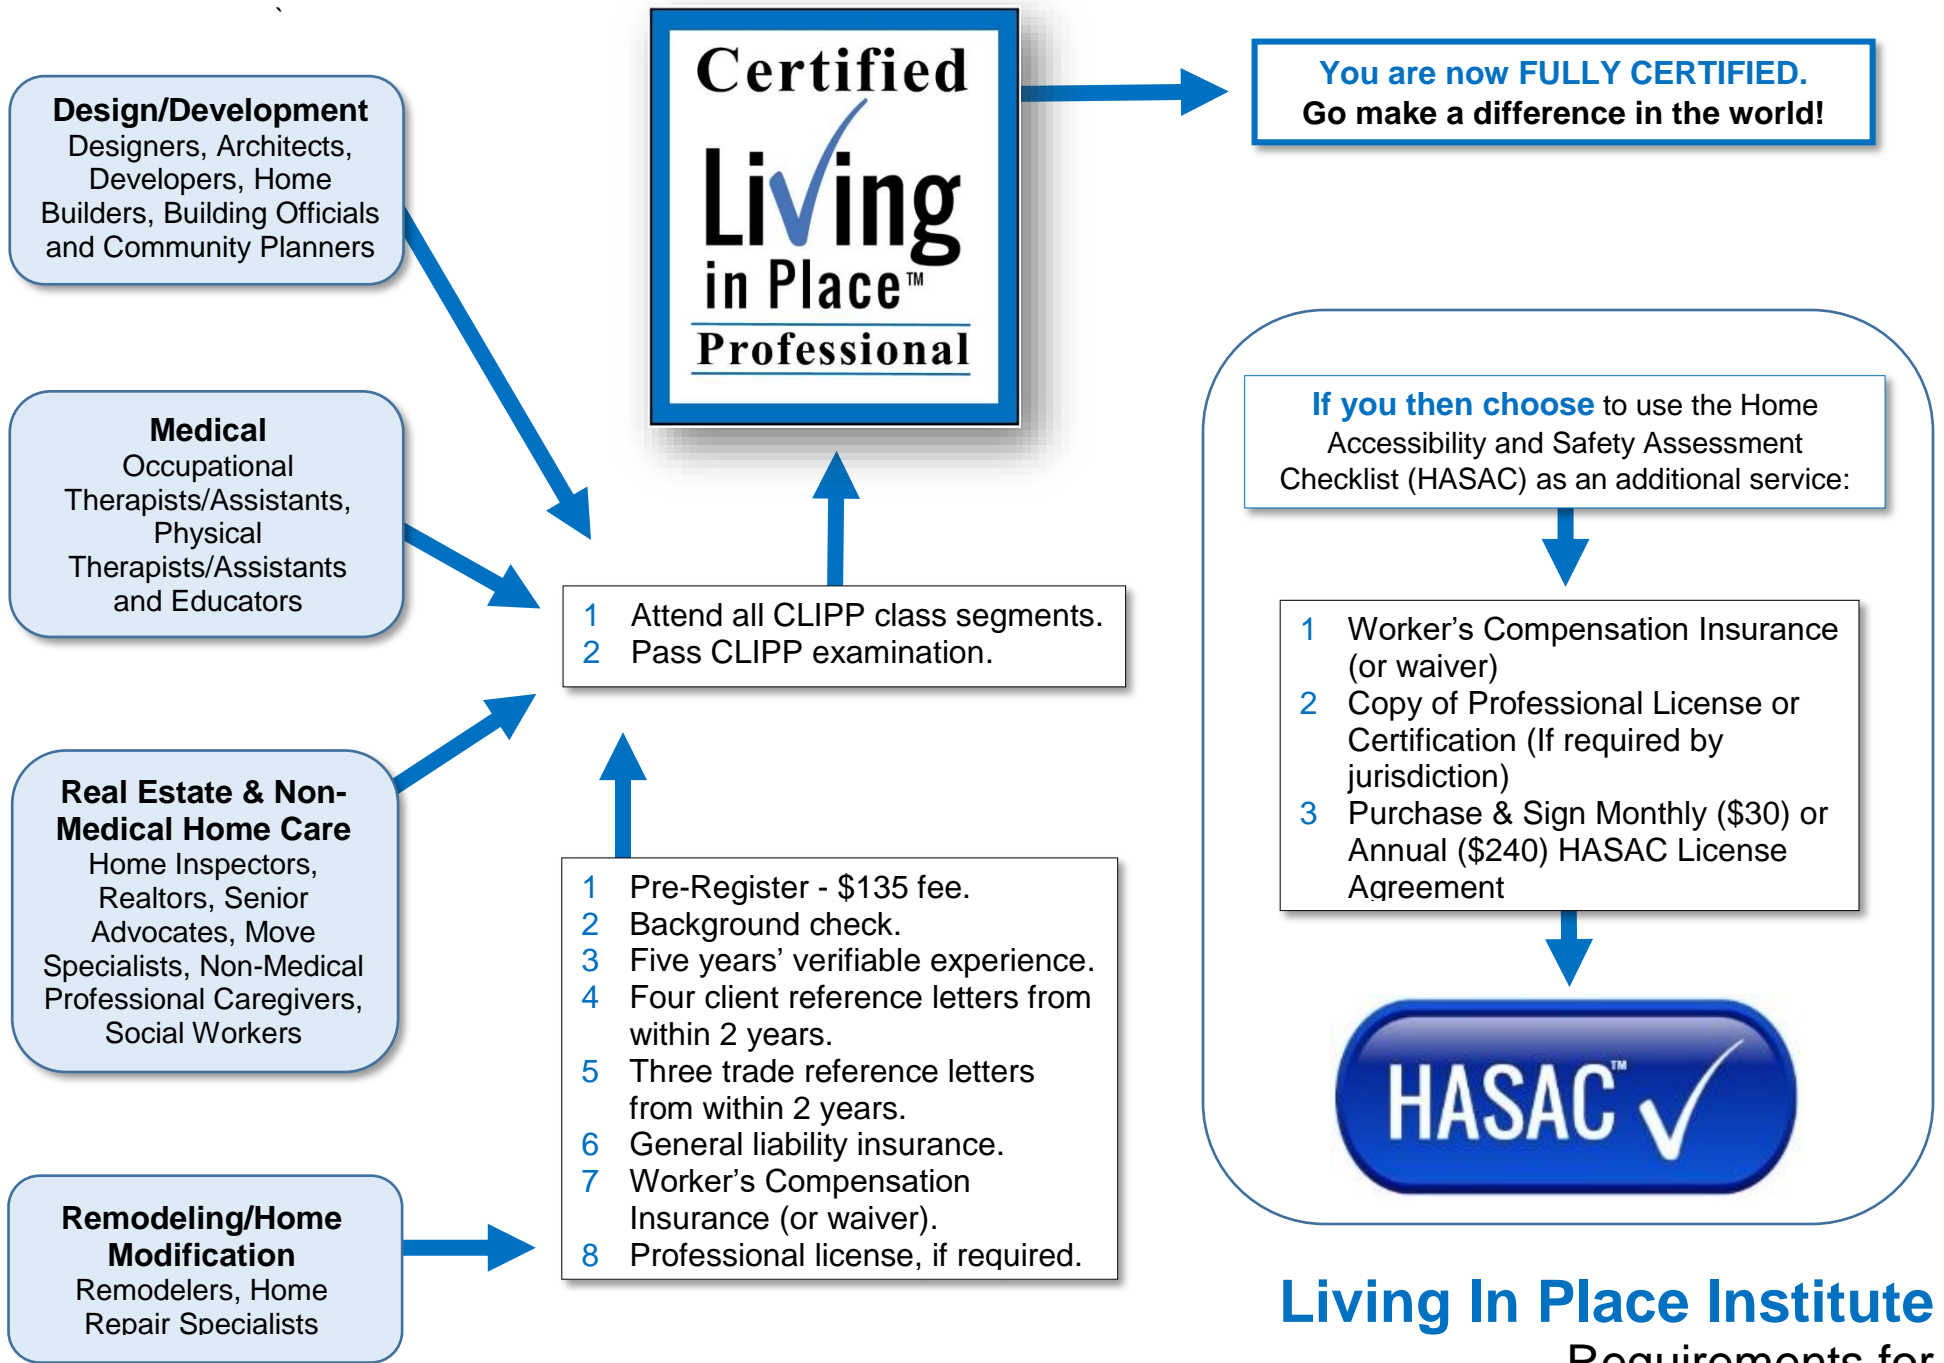 `
Design/Development
Designers, Architects,
Developers, Home
Builders, Building Officials
and Community Planners
Medical
Occupational
Therapists/Assistants,
Physical
Therapists/Assistants
and Educators
Real Estate & Non-
Medical Home Care
Home Inspectors,
Realtors, Senior
Advocates, Move
Specialists, Non-Medical
Professional Caregivers,
Social Workers
Remodeling/Home
Modification
Remodelers, Home
Repair Specialists
Certified
Living
in Place™
Professional
1 Attend all CLIPP class segments.
2 Pass CLIPP examination.
1 Pre-Register - $135 fee.
2 Background check.
3 Five years’ verifiable experience.
4 Four client reference letters from
within 2 years.
5 Three trade reference letters
from within 2 years.
6 General liability insurance.
7 Worker’s Compensation
Insurance (or waiver).
8 Professional license, if required.
You are now FULLY CERTIFIED.
Go make a difference in the world!
If you then choose to use the Home
Accessibility and Safety Assessment
Checklist (HASAC) as an additional service:
1 Worker’s Compensation Insurance
(or waiver)
2 Copy of Professional License or
Certification (If required by
jurisdiction)
3 Purchase & Sign Monthly ($30) or
Annual ($240) HASAC License
Agreement
HASAC™
Living In Place Institute
Requirements for